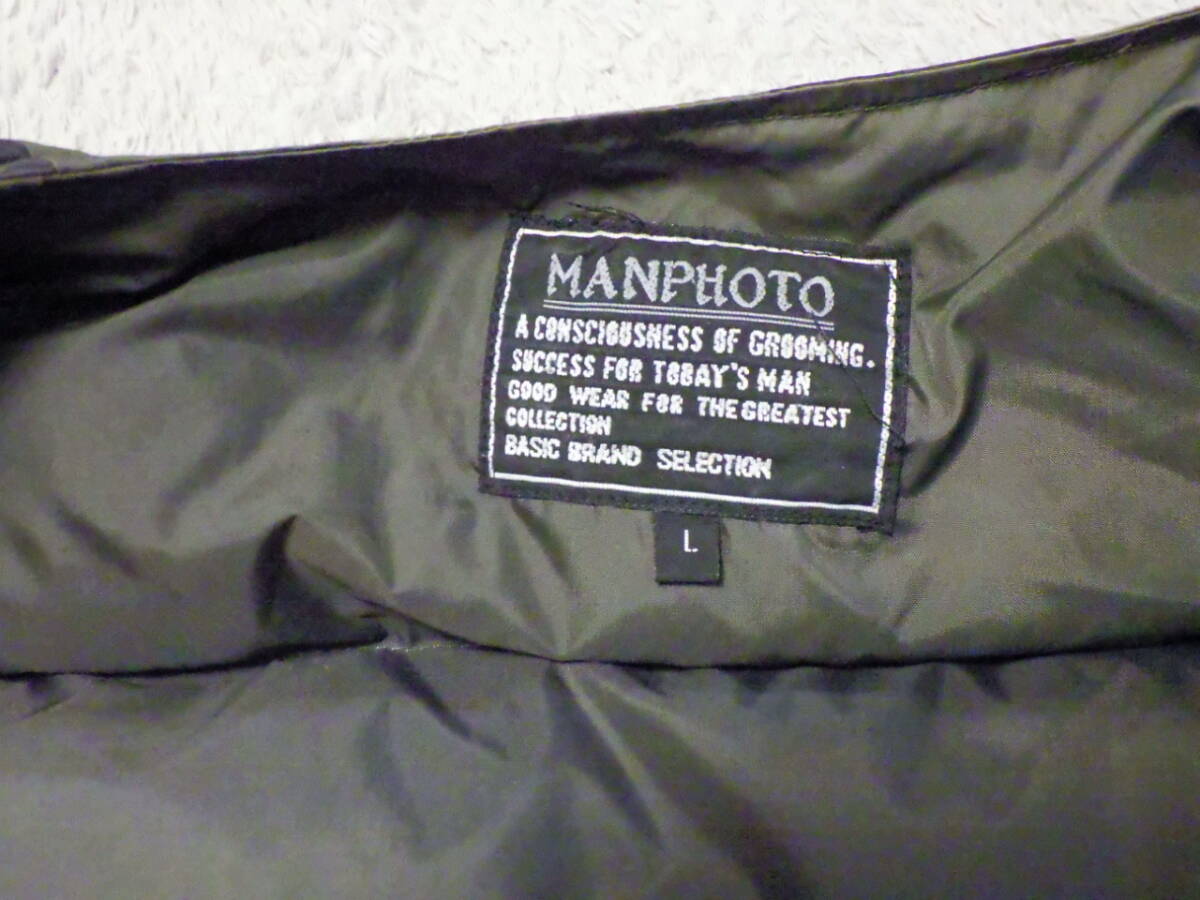 MANPHOTO
A CONSCIOUSNESS OF GROOMING.
SUCCESS FOR TODAY'S MAN
GOOD WEAR FOR THE GREATEST
COLLECTION
BASIC BRAND SELECTION
L